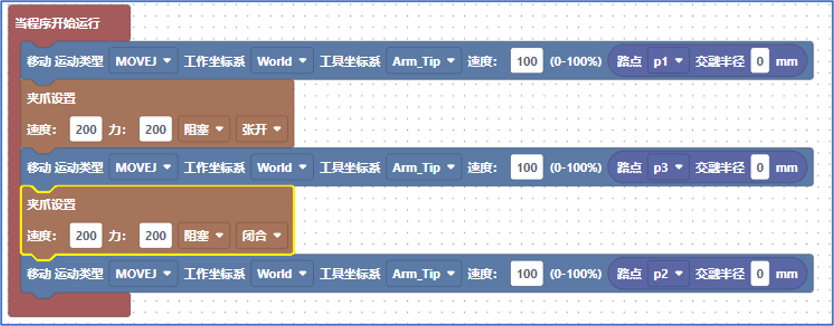 当程序开始运行
移动 运动类型 MOVEJ 工作坐标系 World 工具坐标系 Arm_Tip 速度: 100 (0-100%) 路点 p1 交融半径 0 mm
夹爪设置
速度: 200 力: 200 阻塞 张开
移动 运动类型 MOVEJ 工作坐标系 World 工具坐标系 Arm_Tip 速度: 100 (0-100%) 路点 p3 交融半径 0 mm
夹爪设置
速度: 200 力: 200 阻塞 闭合
移动 运动类型 MOVEJ 工作坐标系 World 工具坐标系 Arm_Tip 速度: 100 (0-100%) 路点 p2 交融半径 0 mm